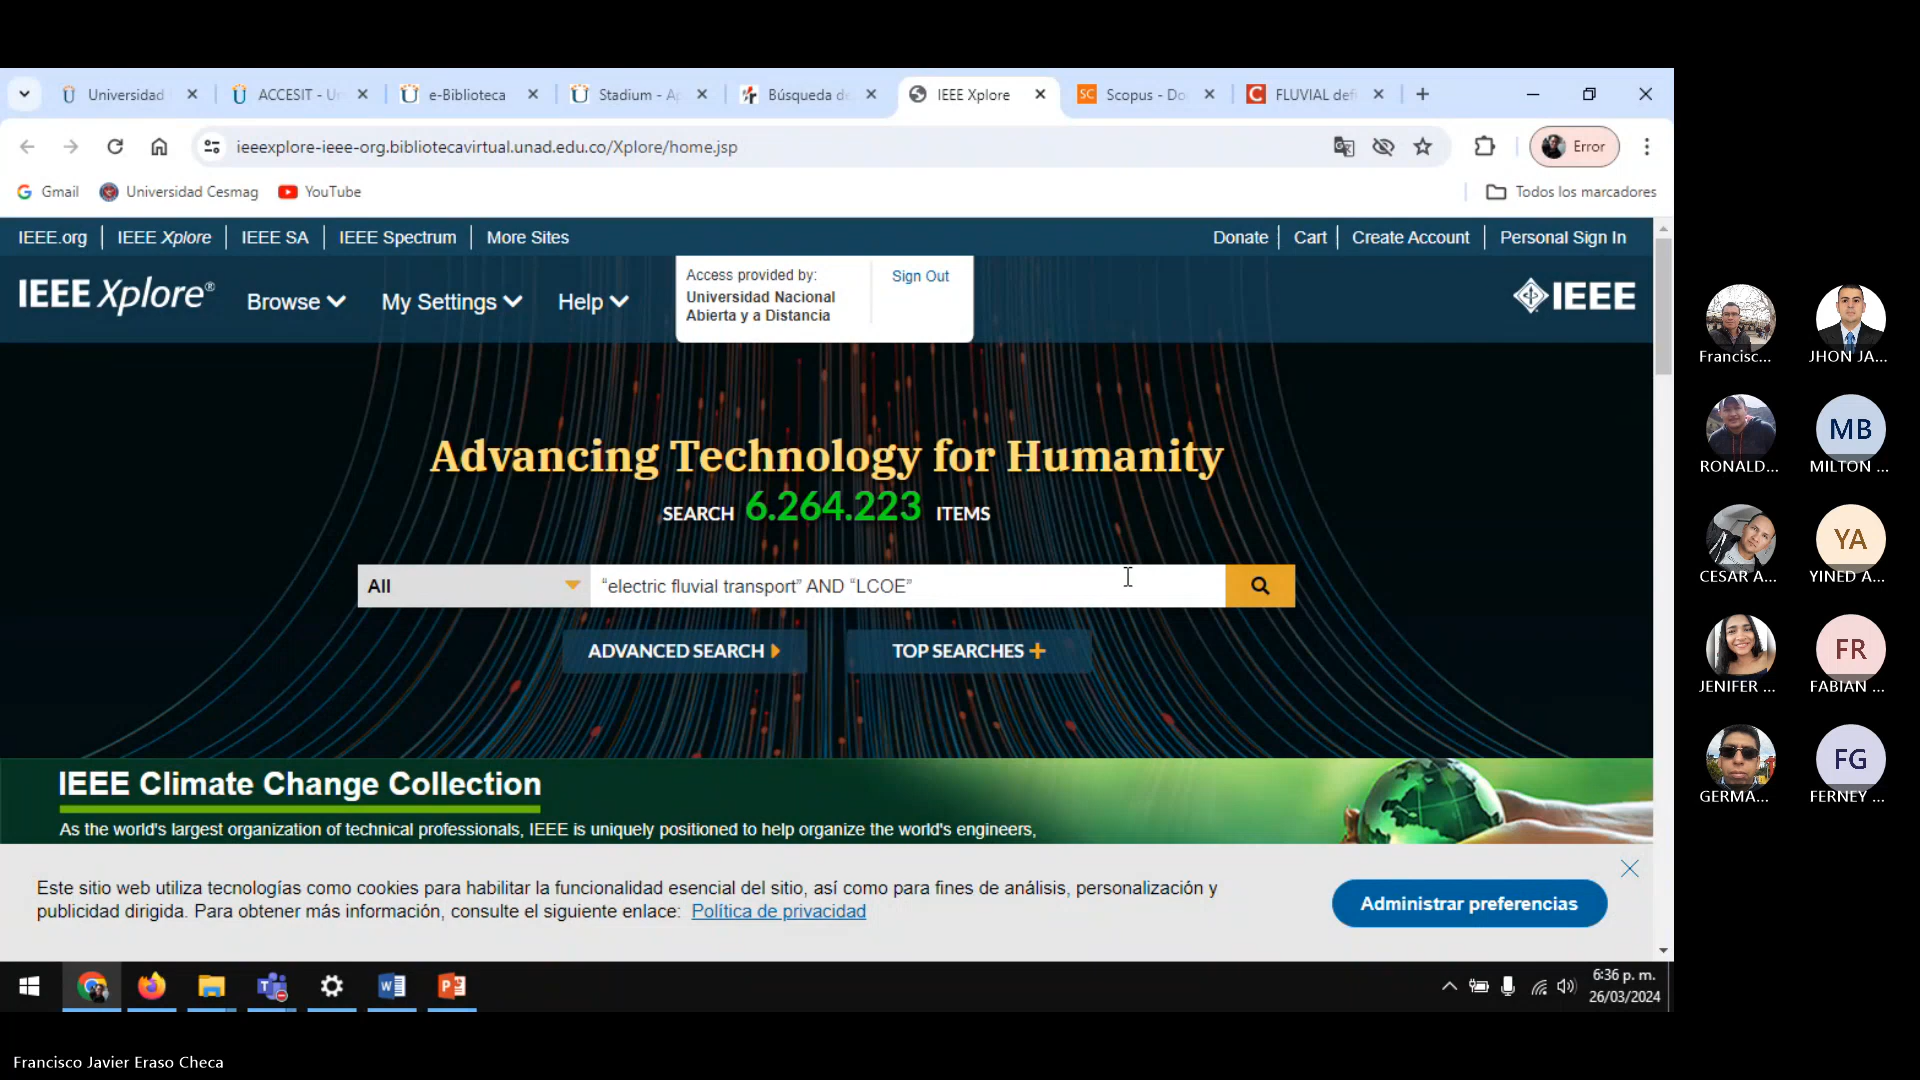 Universidad
ACCESIT - U
e-Biblioteca
Stadium - A
Búsqueda de
IEEE Xplore
Scopus - Do
FLUVIAL def
ieeexplore-ieee-org.bibliotecavirtual.unad.edu.co/Xplore/home.jsp
Error
Gmail
Universidad Cesmag
YouTube
Todos los marcadores
IEEE.org
IEEE Xplore
IEEE SA
IEEE Spectrum
More Sites
Donate
Cart
Create Account
Personal Sign In
IEEE Xplore®
Browse
My Settings
Help
Access provided by:
Universidad Nacional
Abierta y a Distancia
Sign Out
IEEE
Advancing Technology for Humanity
SEARCH 6.264.223 ITEMS
All
“electric fluvial transport” AND “LCOE”
ADVANCED SEARCH
TOP SEARCHES
IEEE Climate Change Collection
As the world's largest organization of technical professionals, IEEE is uniquely positioned to help organize the world's engineers,
Este sitio web utiliza tecnologías como cookies para habilitar la funcionalidad esencial del sitio, así como para fines de análisis, personalización y
publicidad dirigida. Para obtener más información, consulte el siguiente enlace: Política de privacidad
Administrar preferencias
6:36 p. m.
26/03/2024
Francisc...
JHON JA...
RONALD...
MB
MILTON ...
CESAR A...
YA
YINED A...
JENIFER ...
FR
FABIAN ...
GERMA...
FG
FERNEY ...
Francisco Javier Eraso Checa